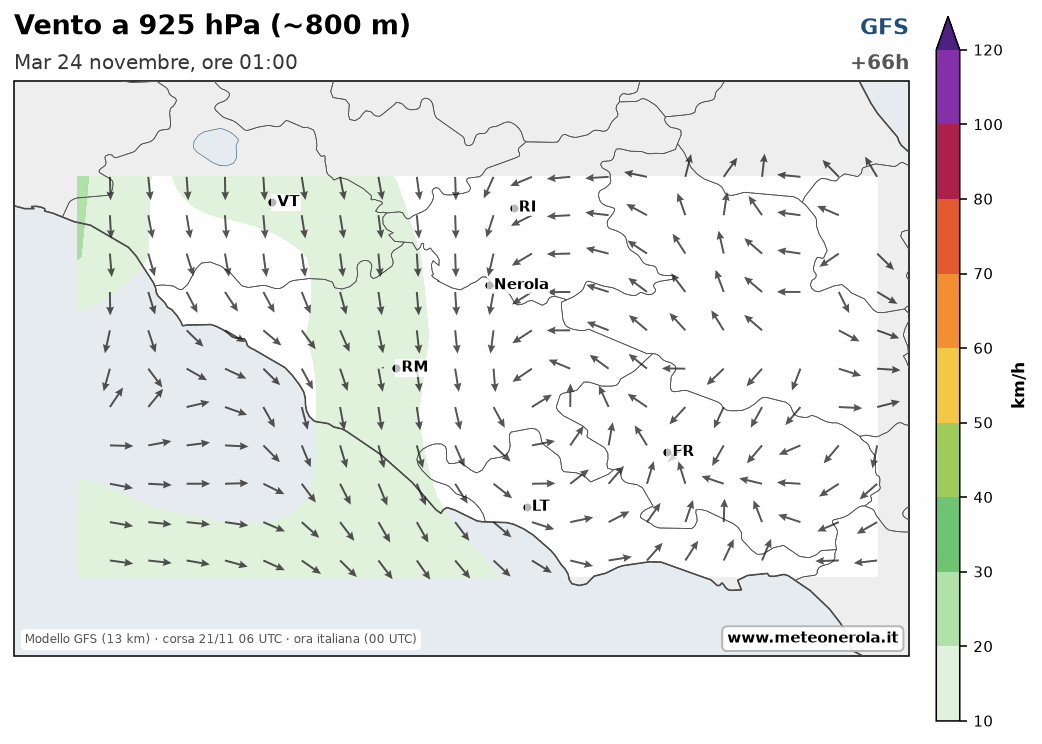 Vento a 925 hPa (~800 m)
GFS
Mar 24 novembre, ore 01:00
+66h
VT
RI
Nerola
RM
FR
LT
120
100
80
70
60
50
40
30
20
10
km/h
Modello GFS (13 km) · corsa 21/11 06 UTC · ora italiana (00 UTC)
www.meteonerola.it